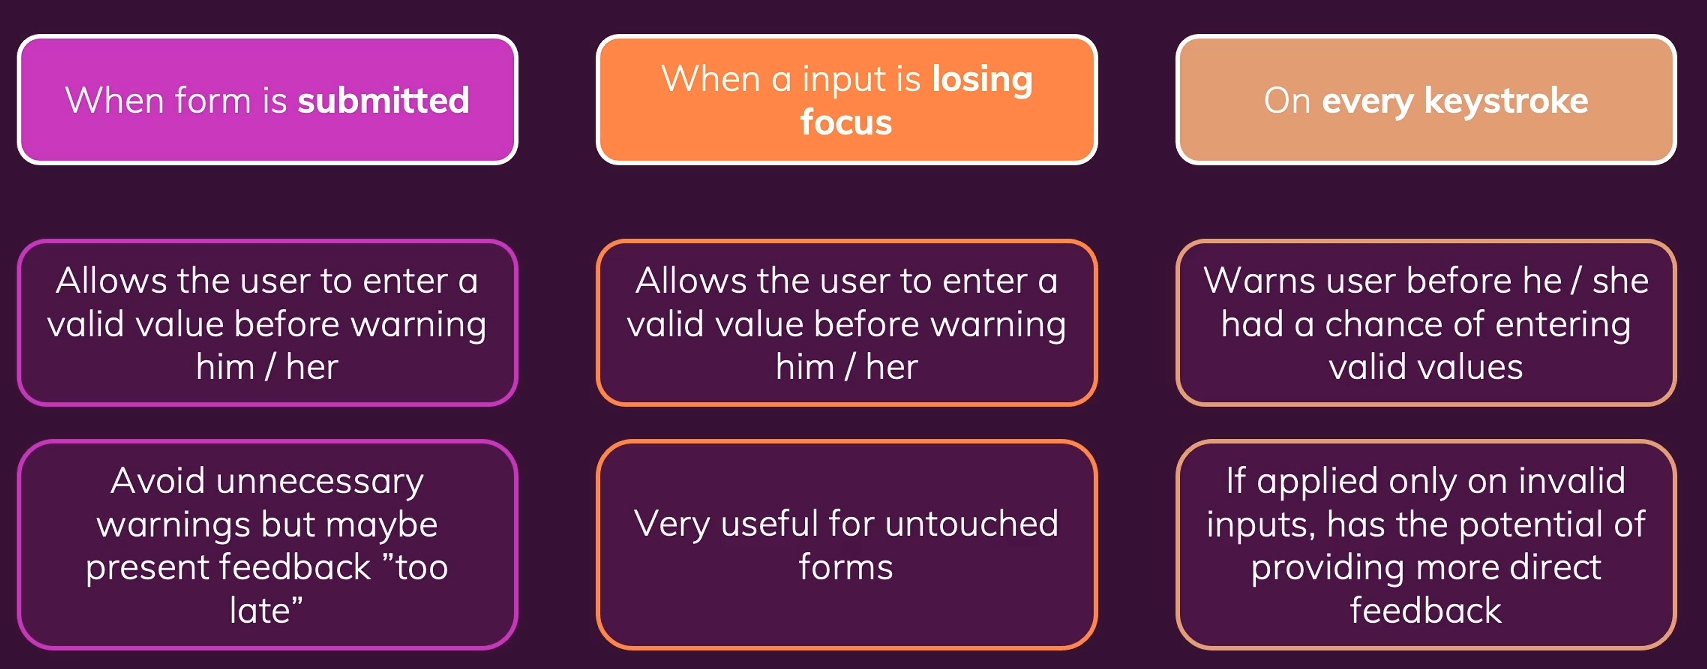 When form is submitted
When a input is losing
focus
On every keystroke
Allows the user to enter a
valid value before warning
him / her
Allows the user to enter a
valid value before warning
him / her
Warns user before he / she
had a chance of entering
valid values
Avoid unnecessary
warnings but maybe
present feedback ”too
late”
Very useful for untouched
forms
If applied only on invalid
inputs, has the potential of
providing more direct
feedback